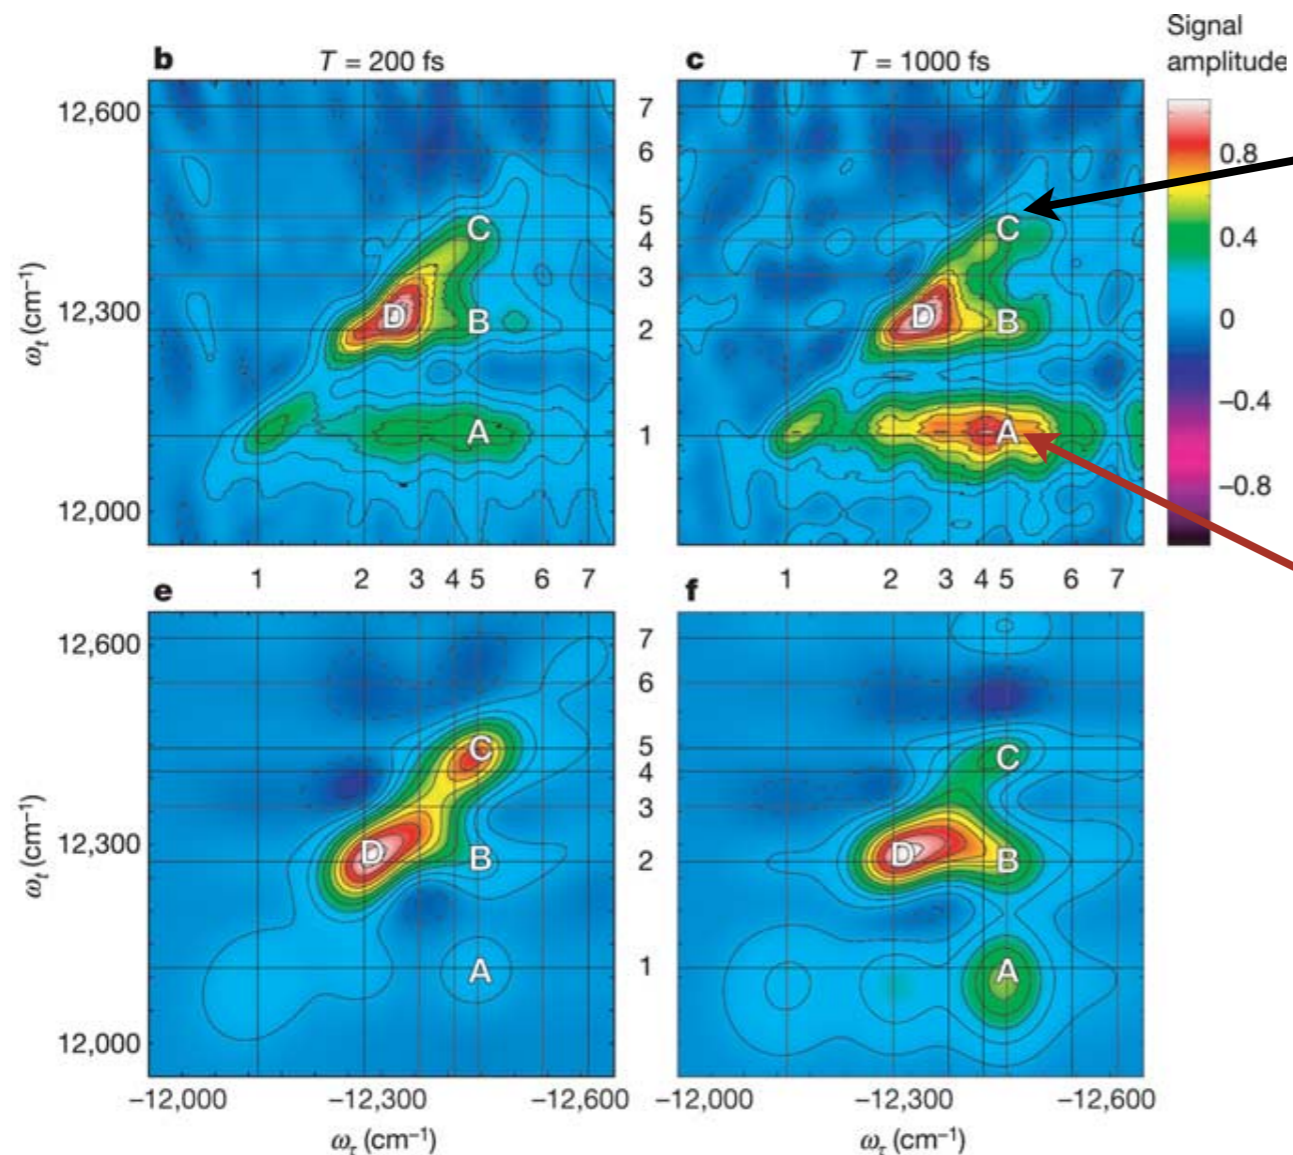 Signal
amplitude
b
T = 200 fs
c
T = 1000 fs
12,600
12,300
12,000
ωt (cm⁻¹)
7
6
5
4
3
2
1
C
D
B
A
C
D
B
A
0.8
0.4
0
–0.4
–0.8
1 2 3 4 5 6 7
1 2 3 4 5 6 7
e
f
12,600
12,300
12,000
ωt (cm⁻¹)
7
6
5
4
3
2
1
C
D
B
A
C
D
B
A
–12,000 –12,300 –12,600
–12,000 –12,300 –12,600
ωτ (cm⁻¹)
ωτ (cm⁻¹)